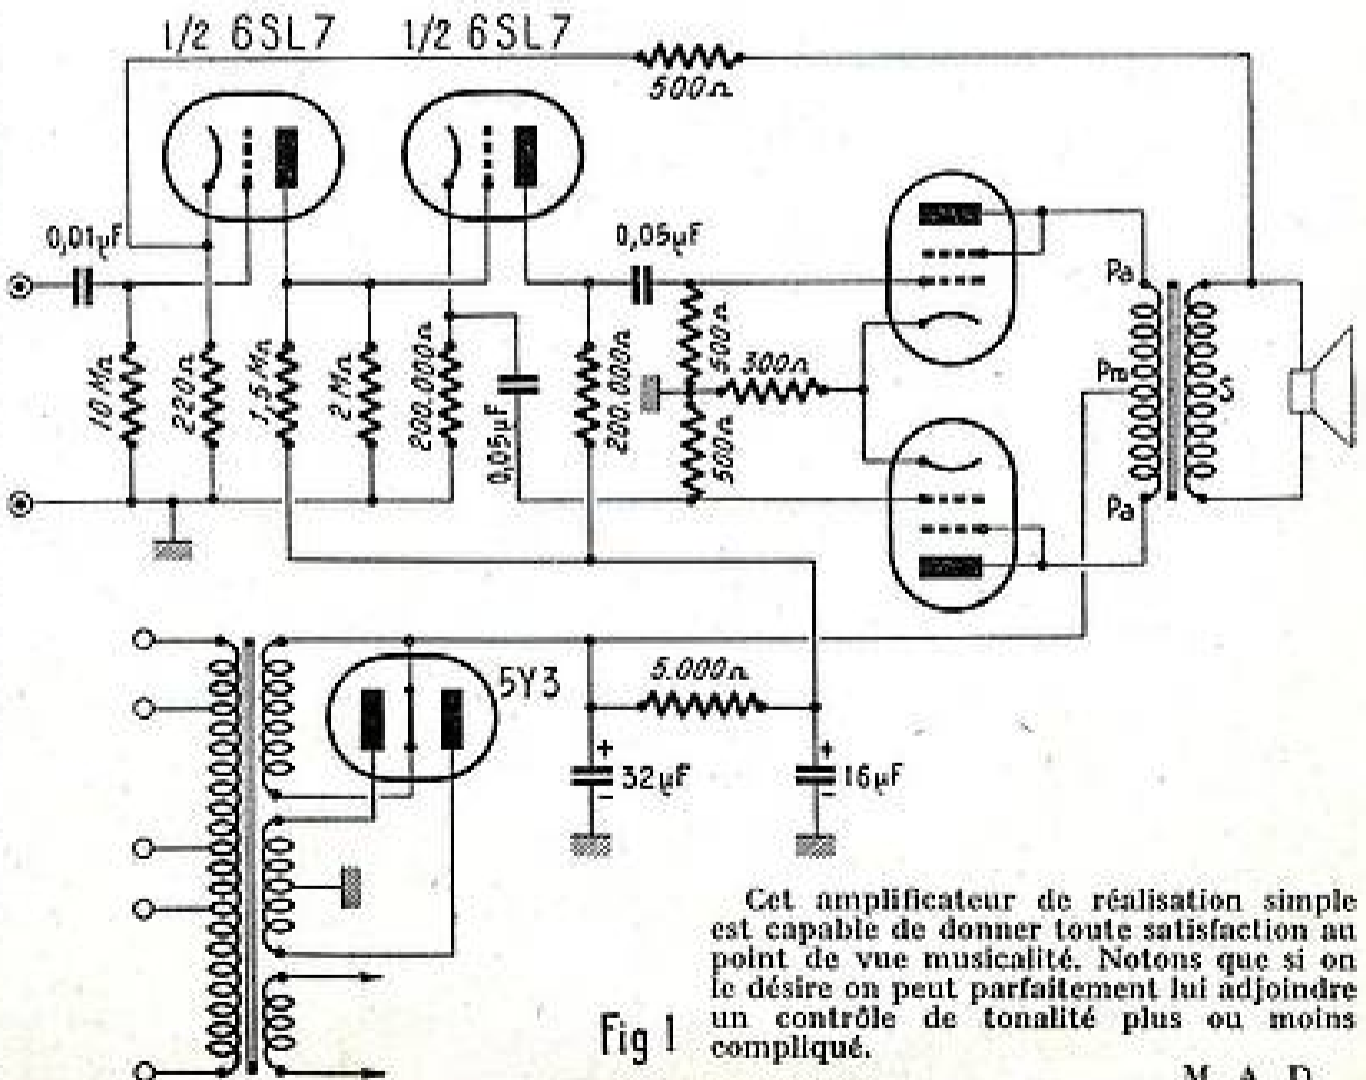 1/2 6SL7
1/2 6SL7
500Ω
0,01µF
0,05µF
10 MΩ
220Ω
1,5 MΩ
2 MΩ
200.000Ω
0,05µF
200.000Ω
500Ω
500Ω
300Ω
Pa
Pm
S
Pa
5Y3
5.000Ω
+
-
32µF
+
-
16µF
Fig 1
Cet amplificateur de réalisation simple
est capable de donner toute satisfaction au
point de vue musicalité. Notons que si on
le désire on peut parfaitement lui adjoindre
un contrôle de tonalité plus ou moins
compliqué.
M. A. D.